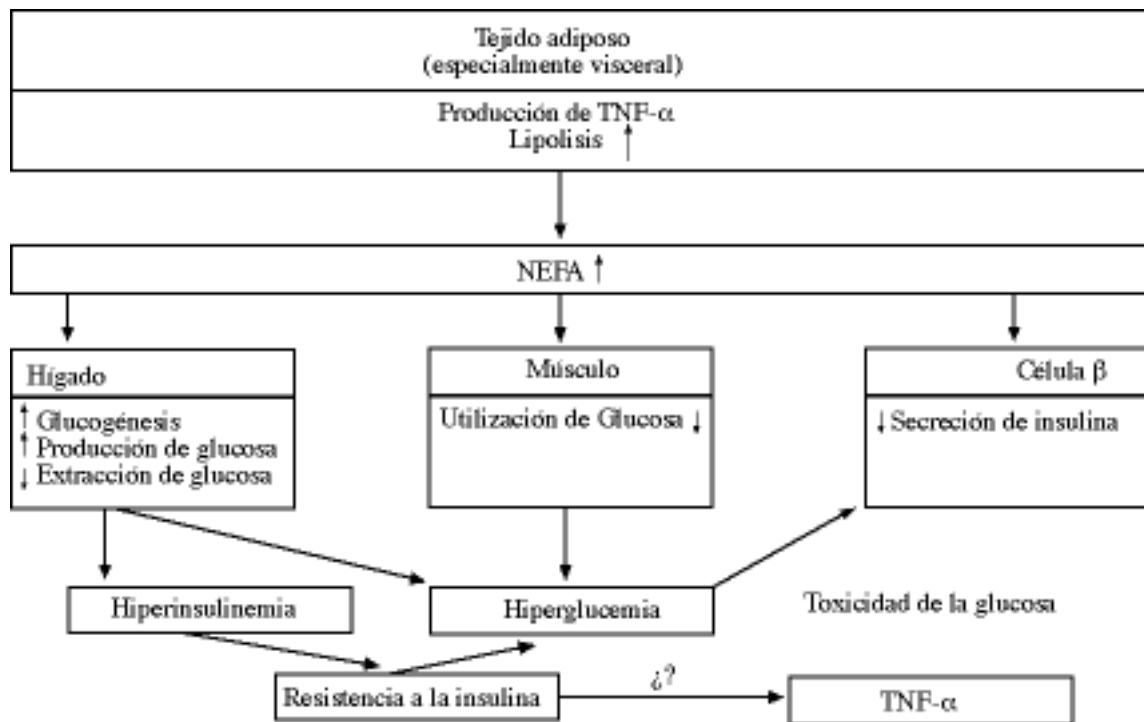 Tejido adiposo
(especialmente visceral)
Producción de TNF-α
Lipolisis ↑
NEFA ↑
Hígado
↑ Glucogénesis
↑ Producción de glucosa
↓ Extracción de glucosa
Músculo
Utilización de Glucosa ↓
Célula β
↓ Secreción de insulina
Hiperinsulinemia
Hiperglucemia
Toxicidad de la glucosa
Resistencia a la insulina
¿?
TNF-α